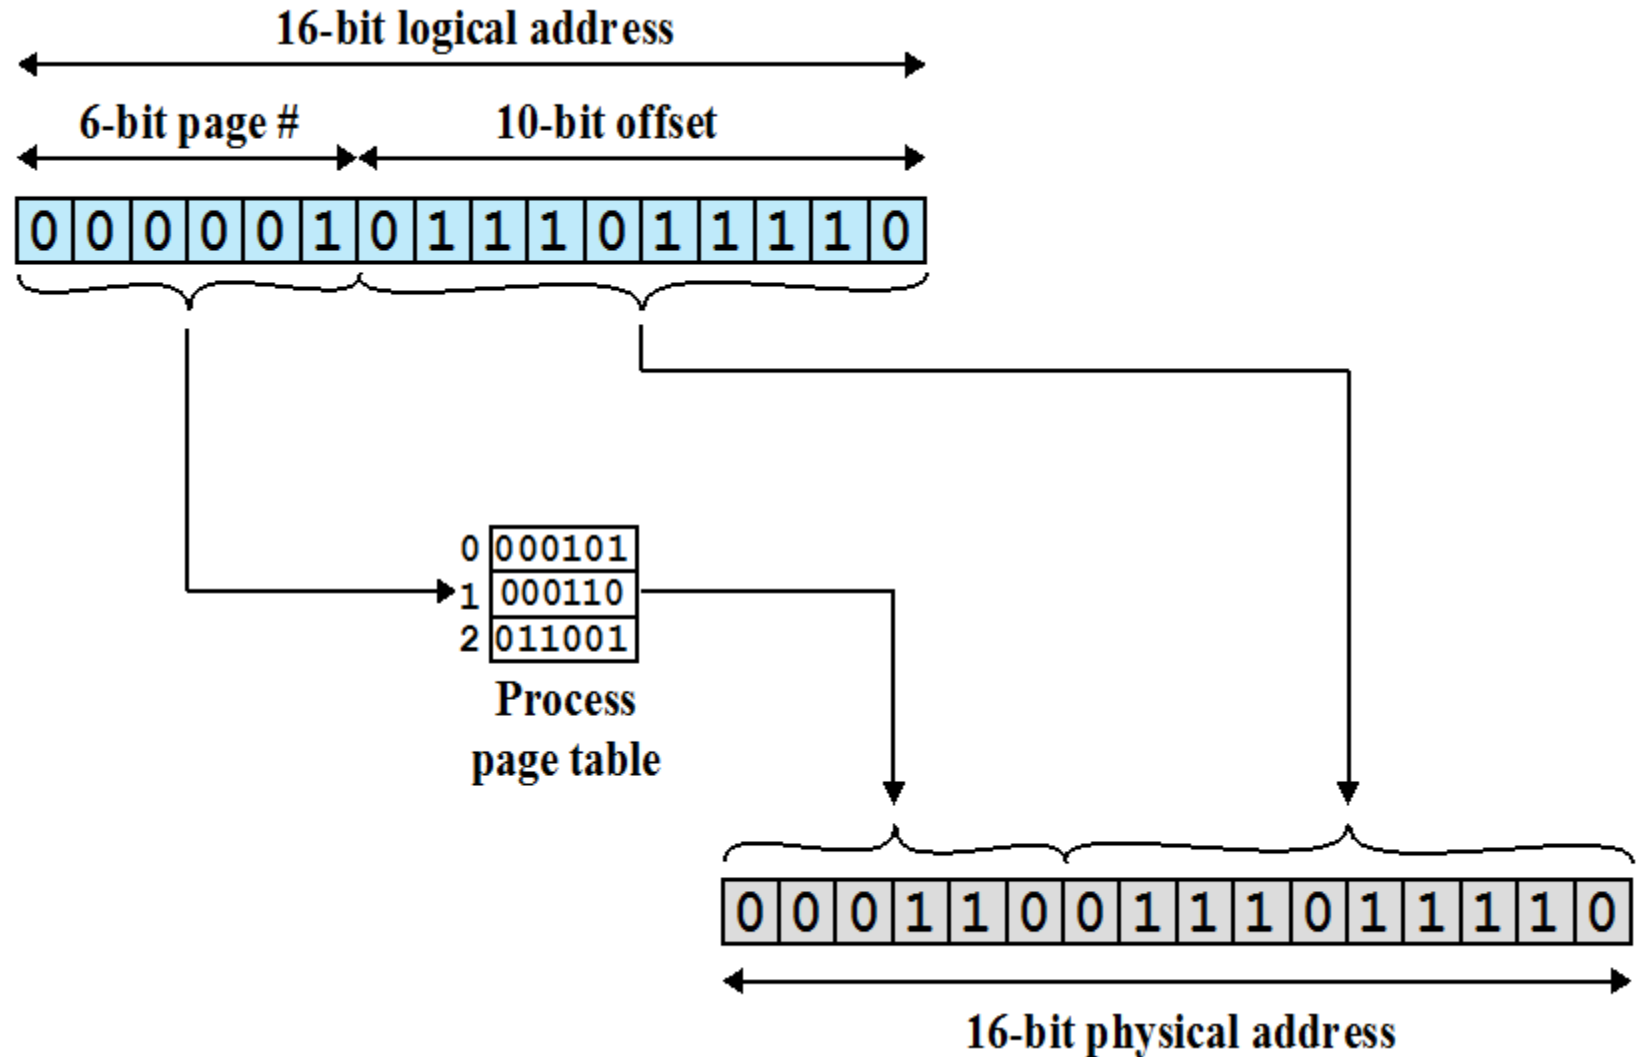 16-bit logical address
6-bit page # 10-bit offset
0 0 0 0 0 1 0 1 1 1 0 1 1 1 1 0
0 000101
1 000110
2 011001
Process
page table
0 0 0 1 1 0 0 1 1 1 0 1 1 1 1 0
16-bit physical address